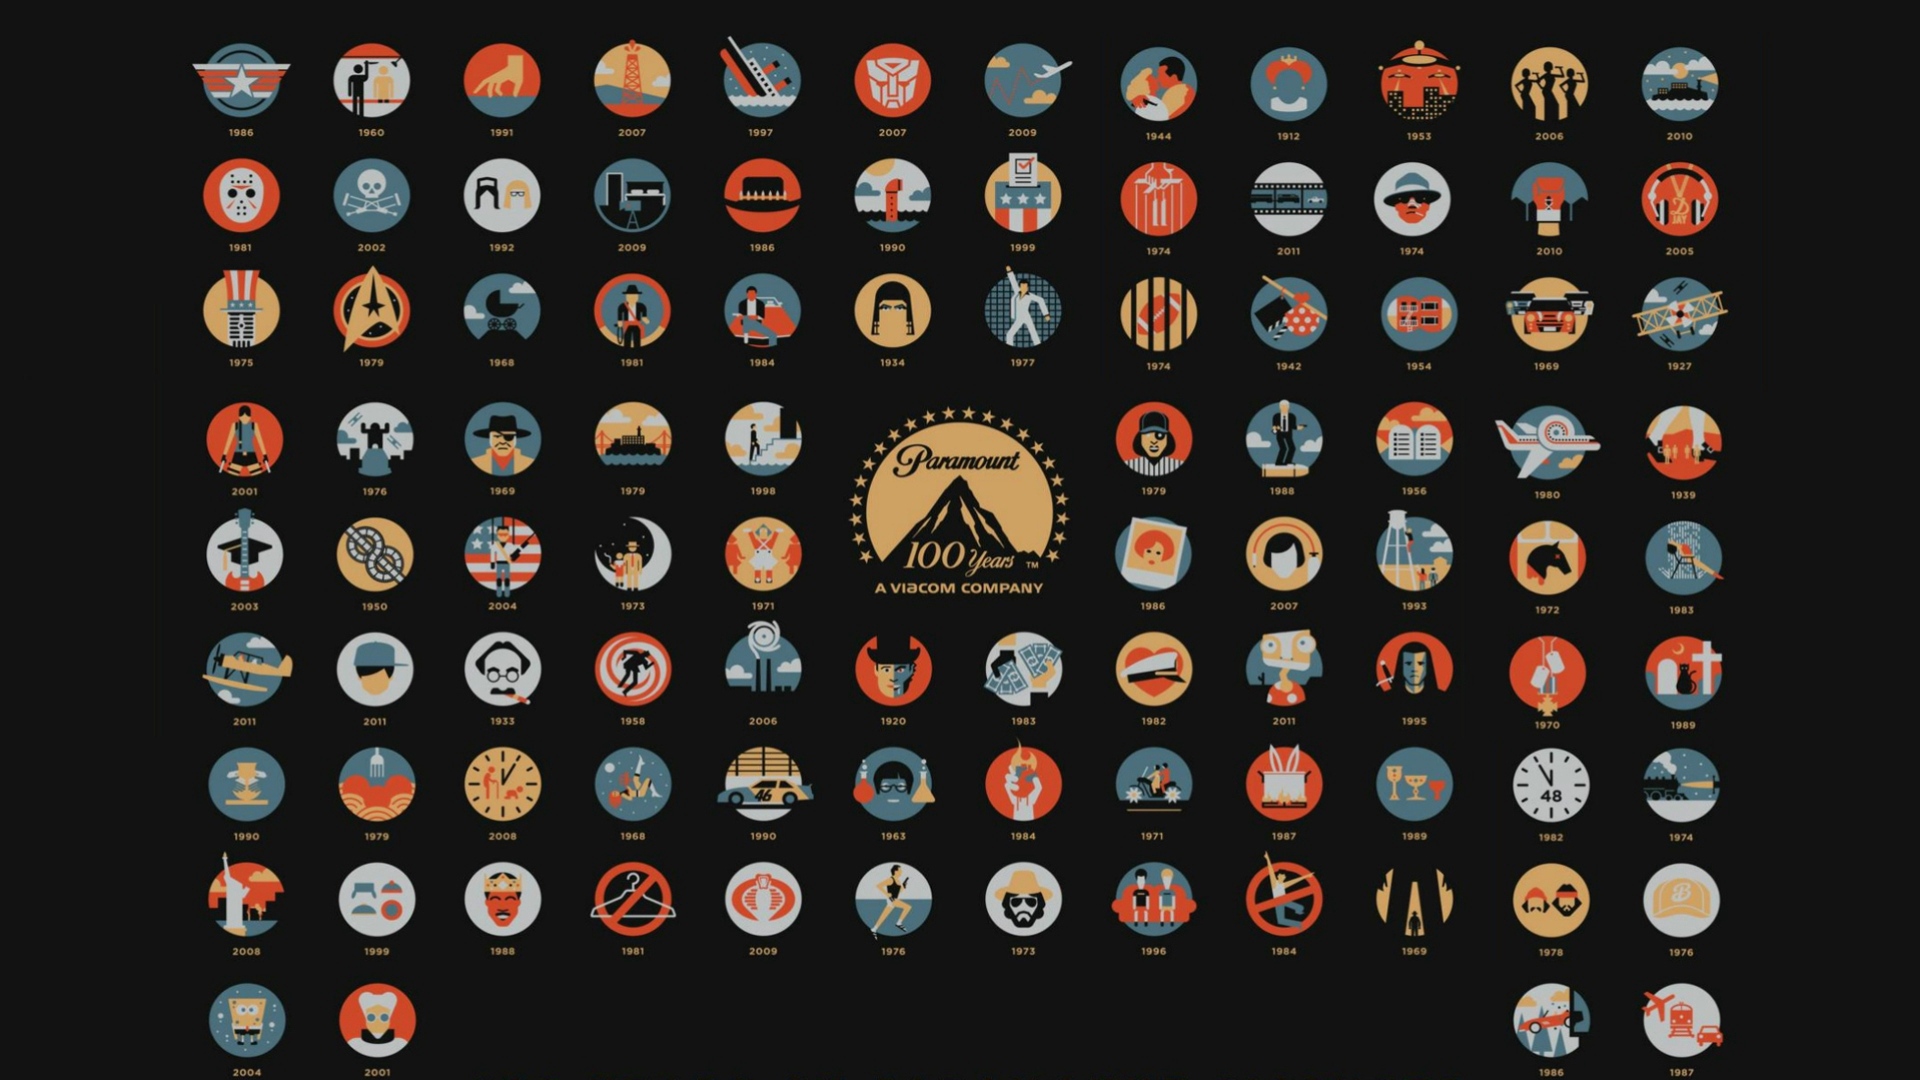 1986 1960 1991 2007 1997 2007 2009 1944 1912 1953 2006 2010
1981 2002 1992 2009 1986 1990 1999 1974 2011 1974 2010 2005
D
JAY
1975 1979 1968 1981 1984 1934 1977 1974 1942 1954 1969 1927
2001 1976 1969 1979 1998 1979 1988 1956 1980 1939
Paramount
100 Years ™
A VIACOM COMPANY
2003 1950 2004 1973 1971 1986 2007 1993 1972 1983
2011 2011 1933 1958 2006 1920 1983 1982 2011 1995 1970 1989
46
48
1990 1979 2008 1968 1990 1963 1984 1971 1987 1989 1982 1974
B
2008 1999 1988 1981 2009 1976 1973 1996 1984 1969 1978 1976
2004 2001 1986 1987